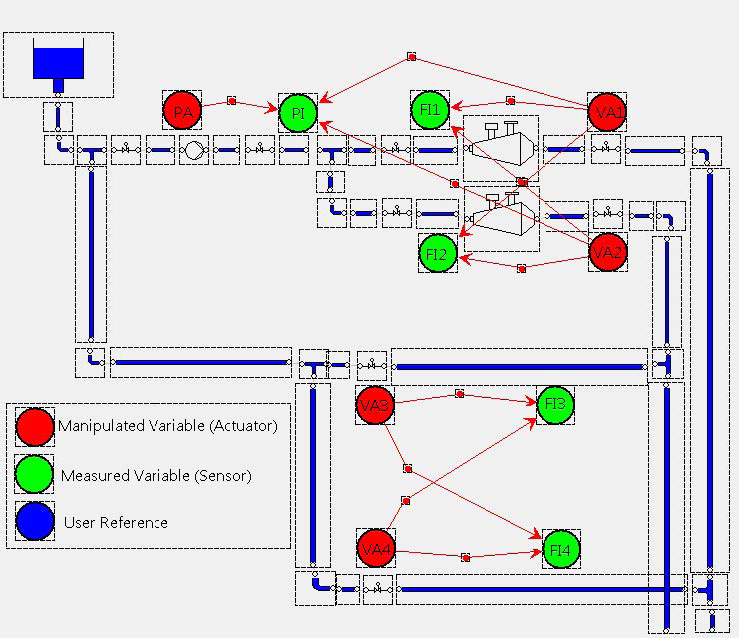 PA
PI
FI1
VA1
FI2
VA2
VA3
FI3
Manipulated Variable (Actuator)
Measured Variable (Sensor)
User Reference
VA4
FI4